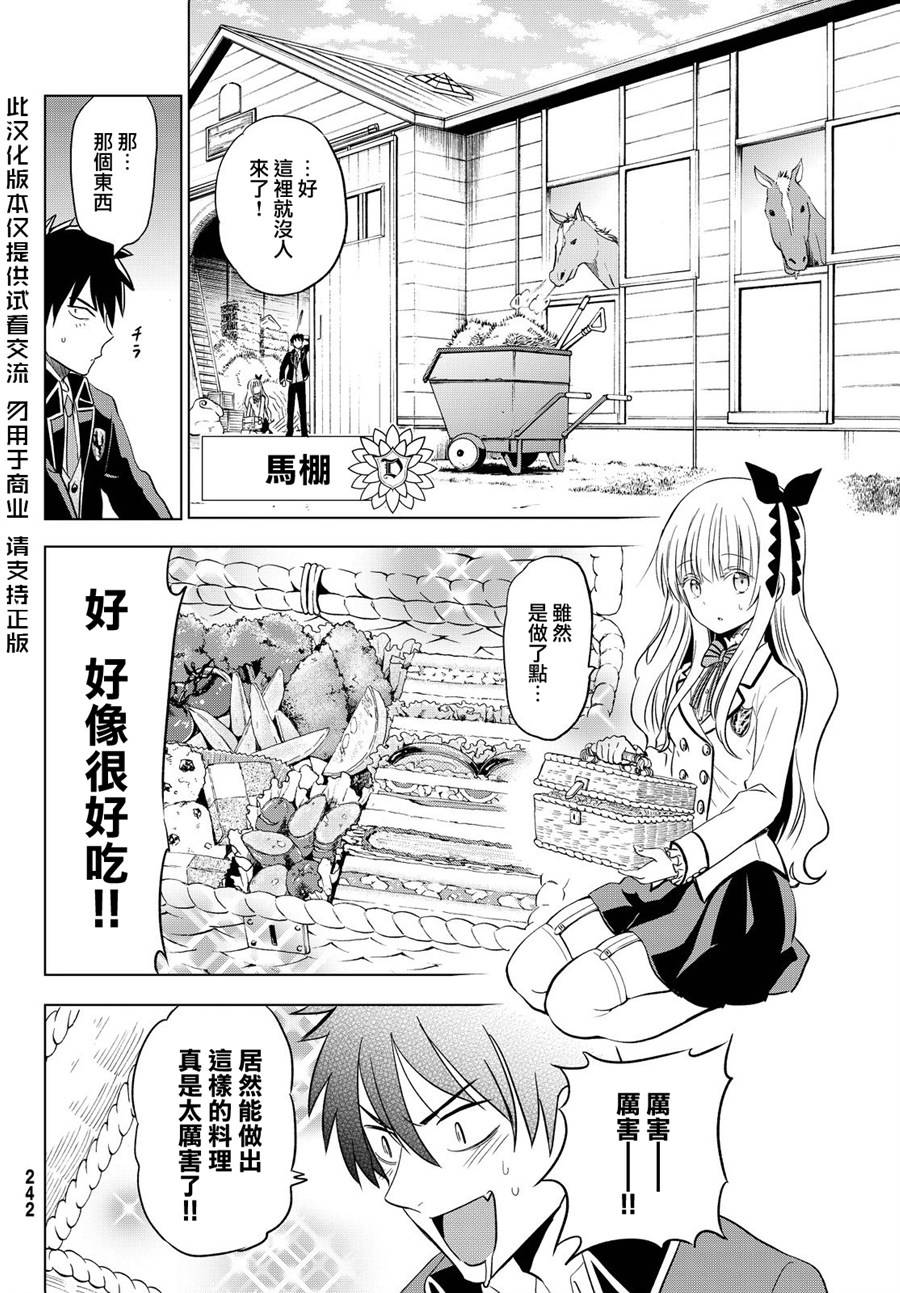 …好
這裡就沒人
來了！
馬棚
D
那…
那個東西
チラ
雖然
是做了點…
好 好像很好吃!!
厲害——
厲害——!!
居然能做出
這樣的料理
真是太厲害了!!
此汉化版本仅提供试看交流 勿用于商业 请支持正版
242